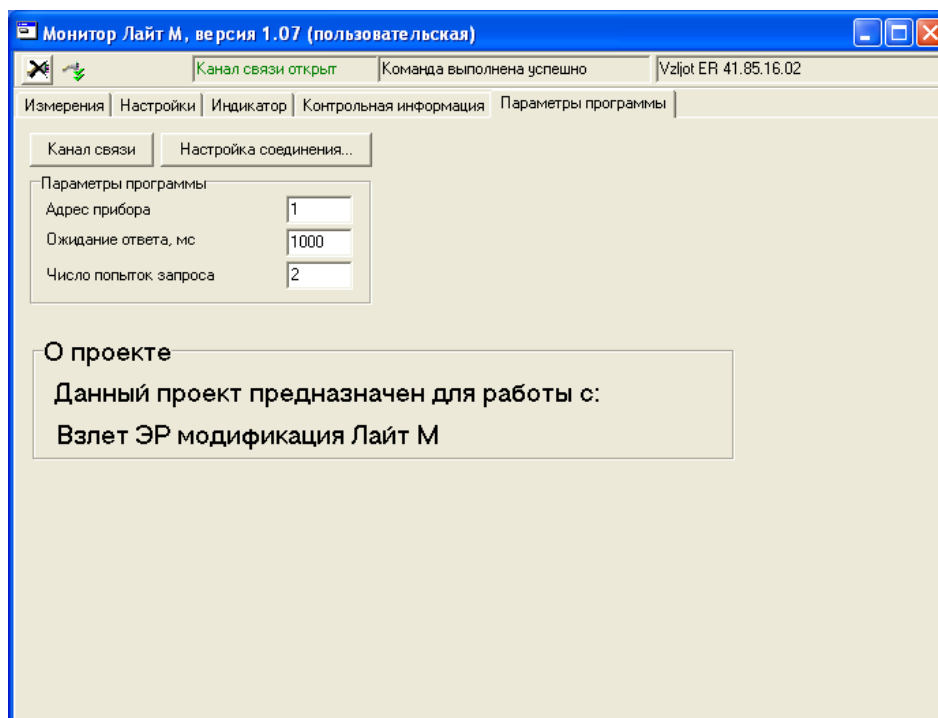 Монитор Лайт М, версия 1.07 (пользовательская)
Канал связи открыт Команда выполнена успешно Vzljot ER 41.85.16.02
Измерения Настройки Индикатор Контрольная информация Параметры программы
Канал связи Настройка соединения...
Параметры программы
Адрес прибора 1
Ожидание ответа, мс 1000
Число попыток запроса 2
О проекте
Данный проект предназначен для работы с:
Взлет ЭР модификация Лайт М